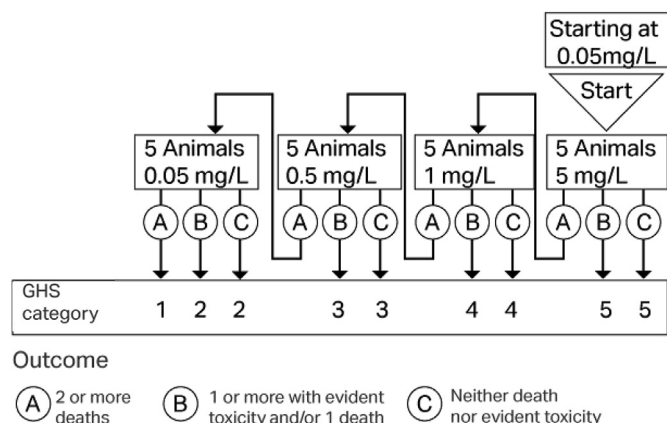 Starting at
0.05mg/L
Start
5 Animals
0.05 mg/L
5 Animals
0.5 mg/L
5 Animals
1 mg/L
5 Animals
5 mg/L
A B C A B C A B C A B C
GHS
category
1 2 2 3 3 4 4 5 5
Outcome
A 2 or more
deaths
B 1 or more with evident
toxicity and/or 1 death
C Neither death
nor evident toxicity